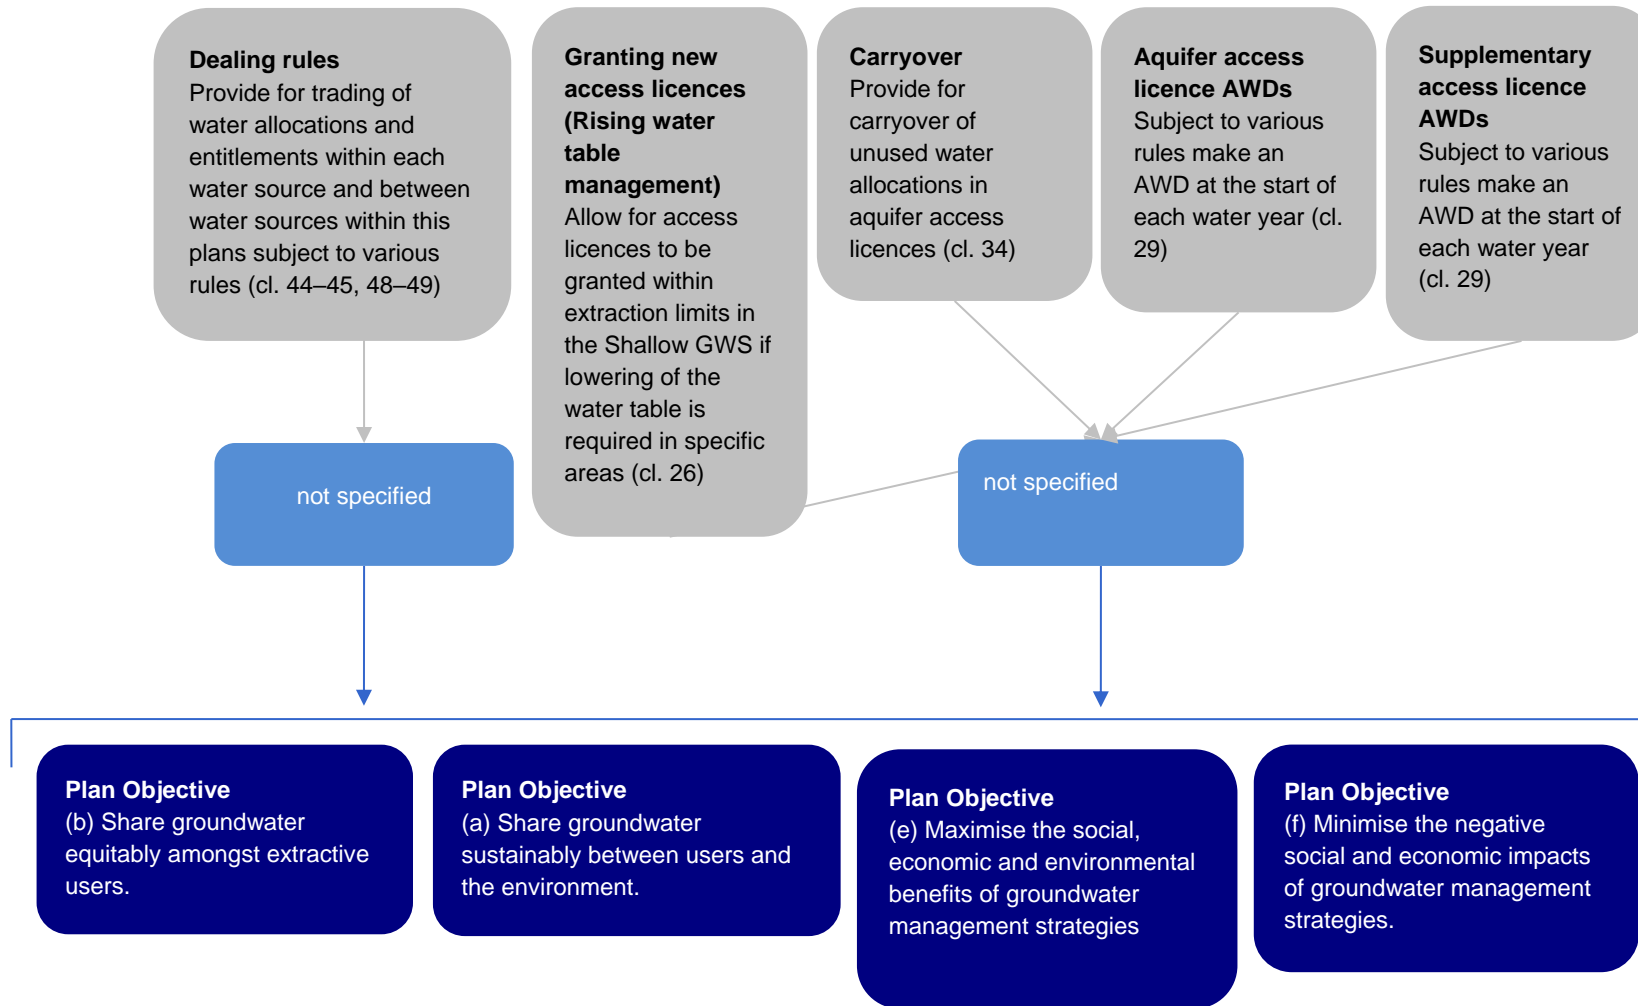 Dealing rules
Provide for trading of
water allocations and
entitlements within each
water source and between
water sources within this
plans subject to various
rules (cl. 44–45, 48–49)
Granting new
access licences
(Rising water
table
management)
Allow for access
licences to be
granted within
extraction limits in
the Shallow GWS if
lowering of the
water table is
required in specific
areas (cl. 26)
Carryover
Provide for
carryover of
unused water
allocations in
aquifer access
licences (cl. 34)
Aquifer access
licence AWDs
Subject to various
rules make an
AWD at the start of
each water year (cl.
29)
Supplementary
access licence
AWDs
Subject to various
rules make an
AWD at the start of
each water year
(cl. 29)
not specified
not specified
Plan Objective
(b) Share groundwater
equitably amongst extractive
users.
Plan Objective
(a) Share groundwater
sustainably between users and
the environment.
Plan Objective
(e) Maximise the social,
economic and environmental
benefits of groundwater
management strategies
Plan Objective
(f) Minimise the negative
social and economic impacts
of groundwater management
strategies.